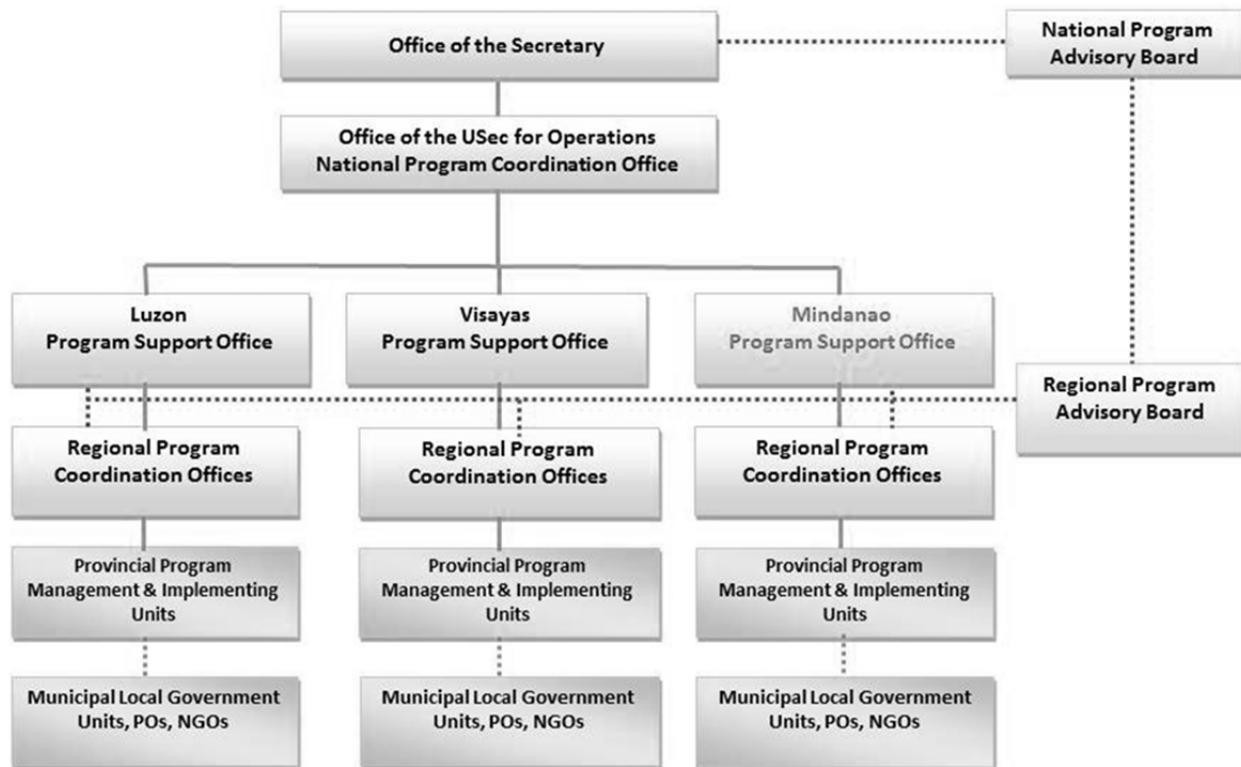 Office of the Secretary
National Program
Advisory Board
Office of the USec for Operations
National Program Coordination Office
Luzon
Program Support Office
Visayas
Program Support Office
Mindanao
Program Support Office
Regional Program
Advisory Board
Regional Program
Coordination Offices
Regional Program
Coordination Offices
Regional Program
Coordination Offices
Provincial Program
Management & Implementing
Units
Provincial Program
Management & Implementing
Units
Provincial Program
Management & Implementing
Units
Municipal Local Government
Units, POs, NGOs
Municipal Local Government
Units, POs, NGOs
Municipal Local Government
Units, POs, NGOs